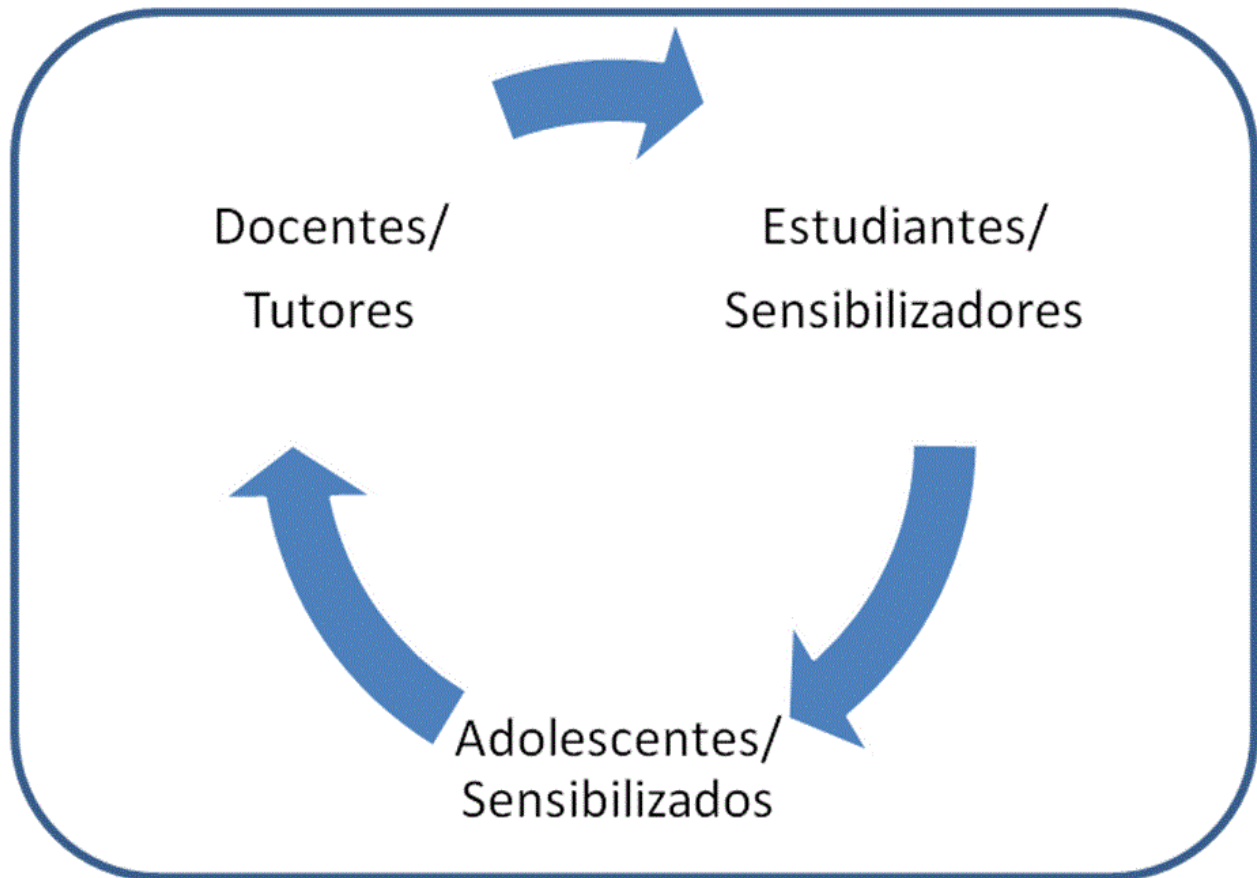 Docentes/
Tutores
Estudiantes/
Sensibilizadores
Adolescentes/
Sensibilizados